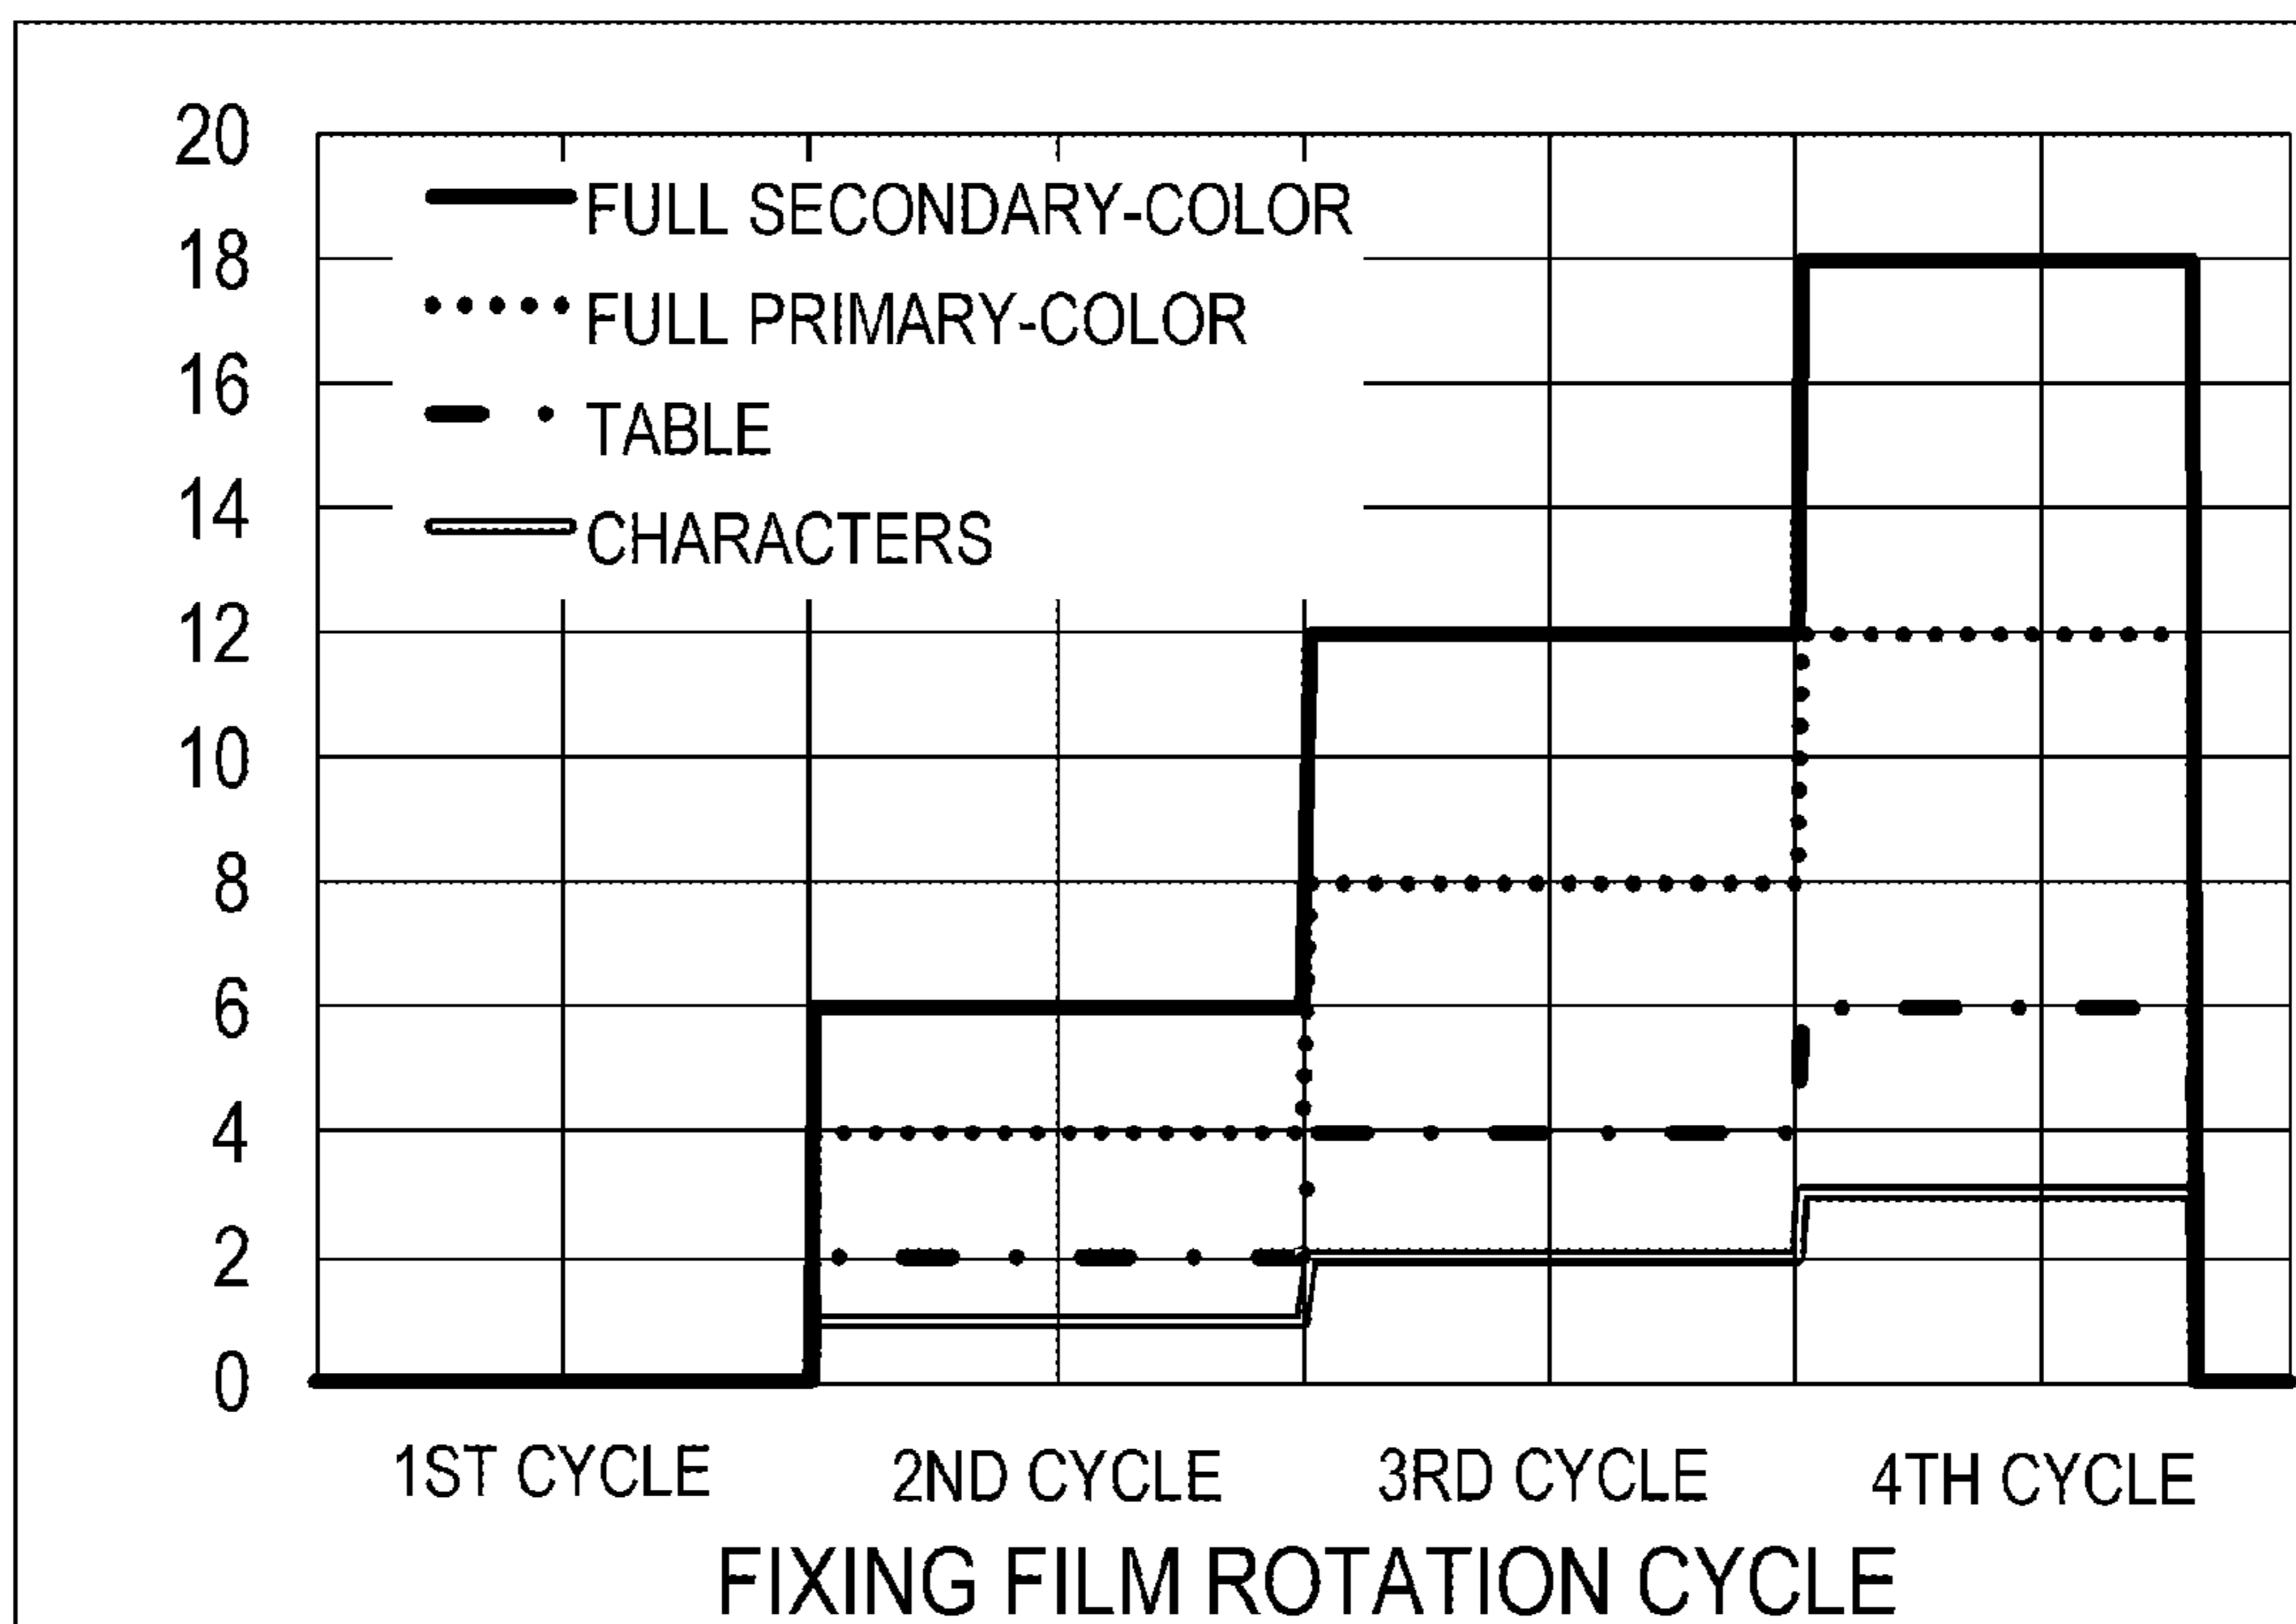 20
18
16
14
12
10
8
6
4
2
0
FULL SECONDARY-COLOR
FULL PRIMARY-COLOR
TABLE
CHARACTERS
1ST CYCLE 2ND CYCLE 3RD CYCLE 4TH CYCLE
FIXING FILM ROTATION CYCLE